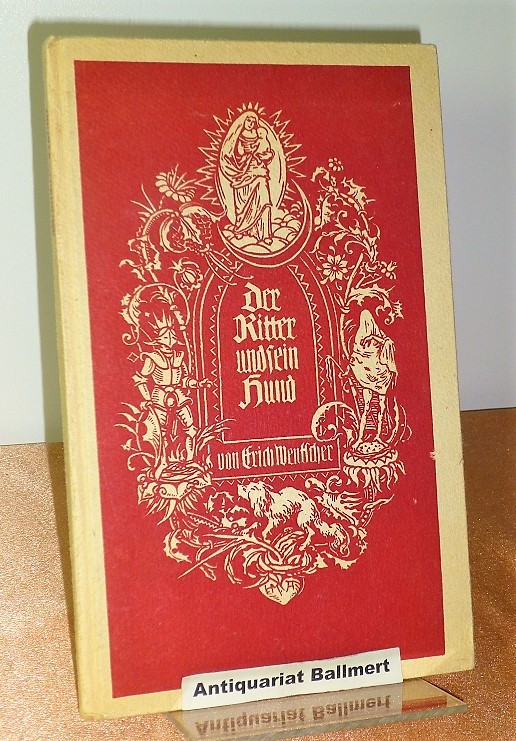 Der
Ritter
und sein
Hund
von Erich Wentscher
Antiquariat Ballmert